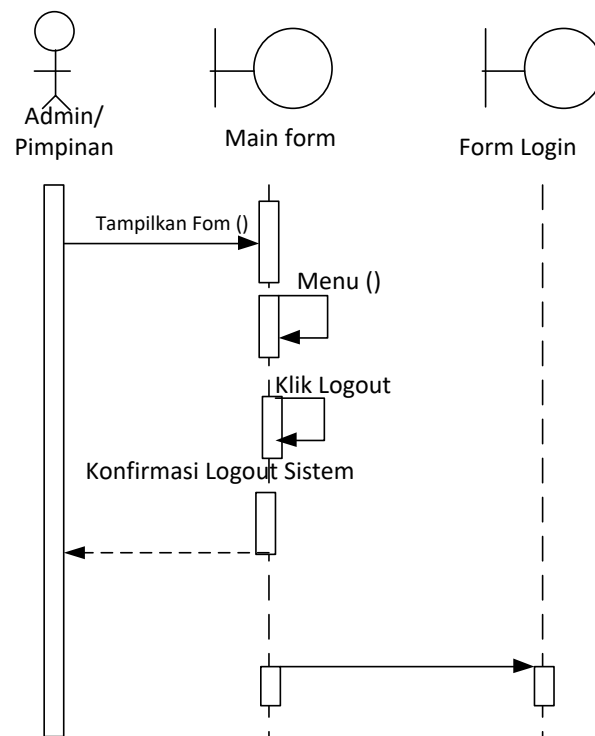 Admin/
Pimpinan
Main form
Form Login
Tampilkan Fom ()
Menu ()
Klik Logout
Konfirmasi Logout Sistem